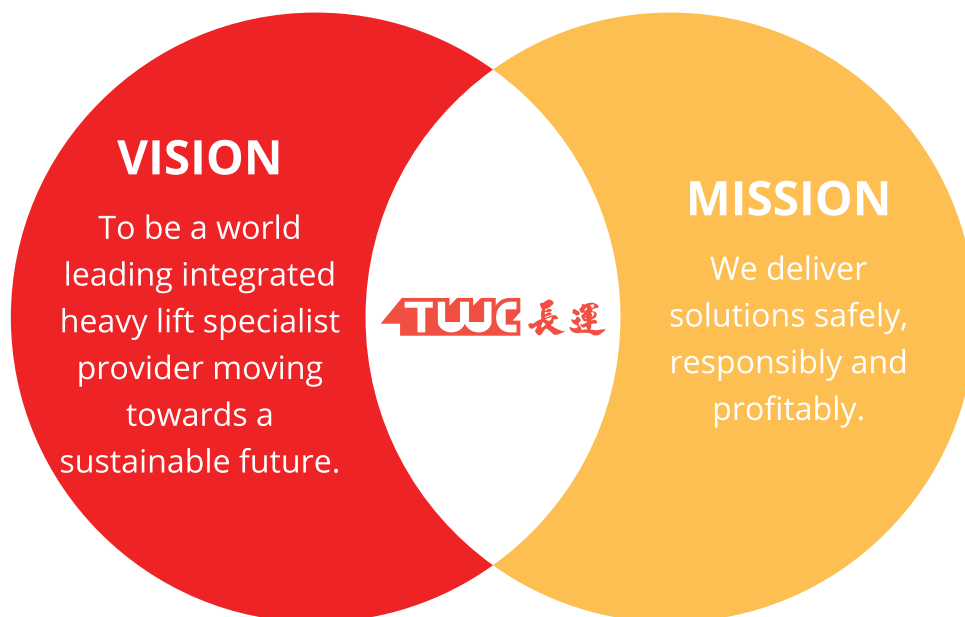 VISION
To be a world
leading integrated
heavy lift specialist
provider moving
towards a
sustainable future.
TWC 長運
MISSION
We deliver
solutions safely,
responsibly and
profitably.